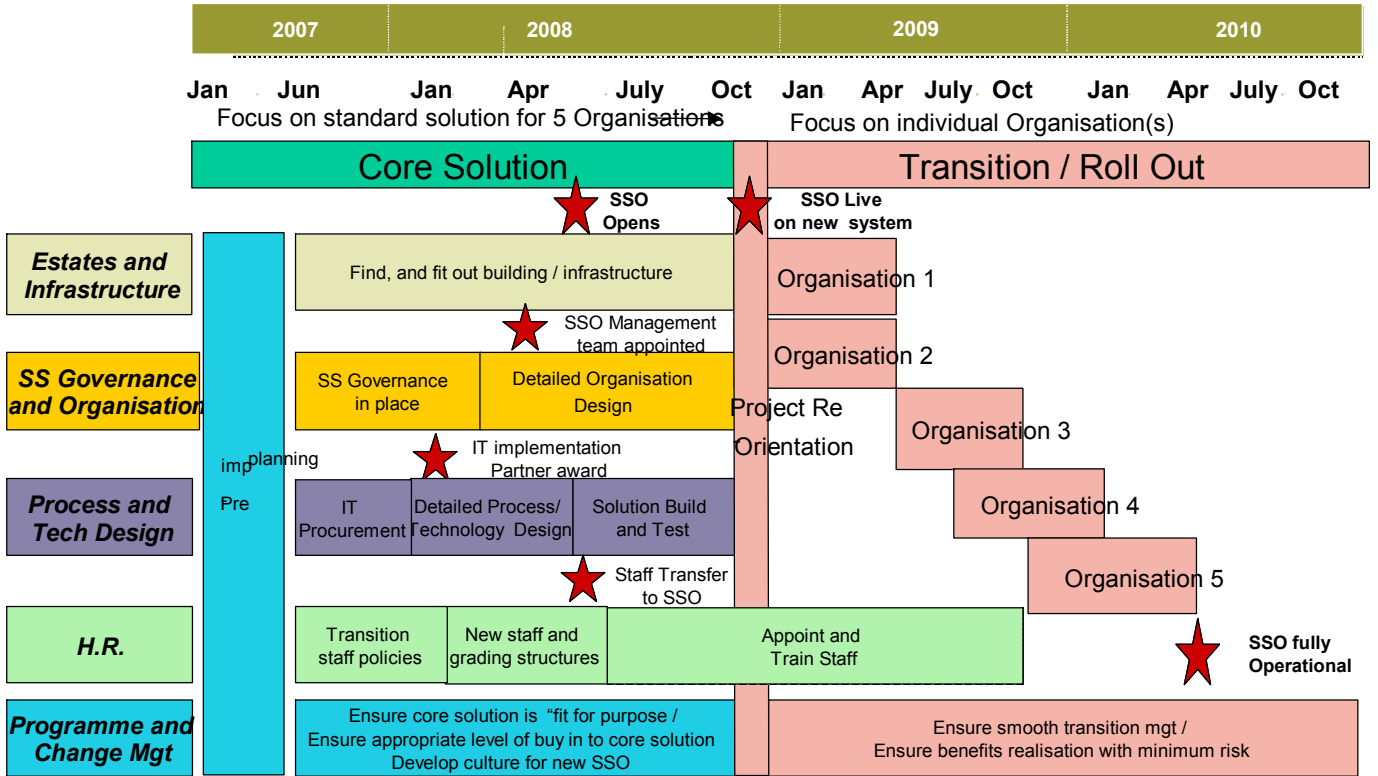 2007 2008 2009 2010
Jan Jun Jan Apr July Oct Jan Apr July Oct Jan Apr July Oct
Focus on standard solution for 5 Organisations
Focus on individual Organisation(s)
Core Solution
Transition / Roll Out
SSO
Opens
SSO Live
on new system
Estates and
Infrastructure
Find, and fit out building / infrastructure
Organisation 1
SSO Management
team appointed
Organisation 2
SS Governance
and Organisation
SS Governance
in place
Detailed Organisation
Design
Project Re
-
Orientation
Organisation 3
IT implementation
Partner award
planning
imp
-
Pre
Process and
Tech Design
IT
Procurement
Detailed Process/
Technology Design
Solution Build
and Test
Organisation 4
Staff Transfer
to SSO
Organisation 5
H.R.
Transition
staff policies
New staff and
grading structures
Appoint and
Train Staff
SSO fully
Operational
Programme and
Change Mgt
Ensure core solution is “fit for purpose /
Ensure appropriate level of buy in to core solution
Develop culture for new SSO
Ensure smooth transition mgt /
Ensure benefits realisation with minimum risk